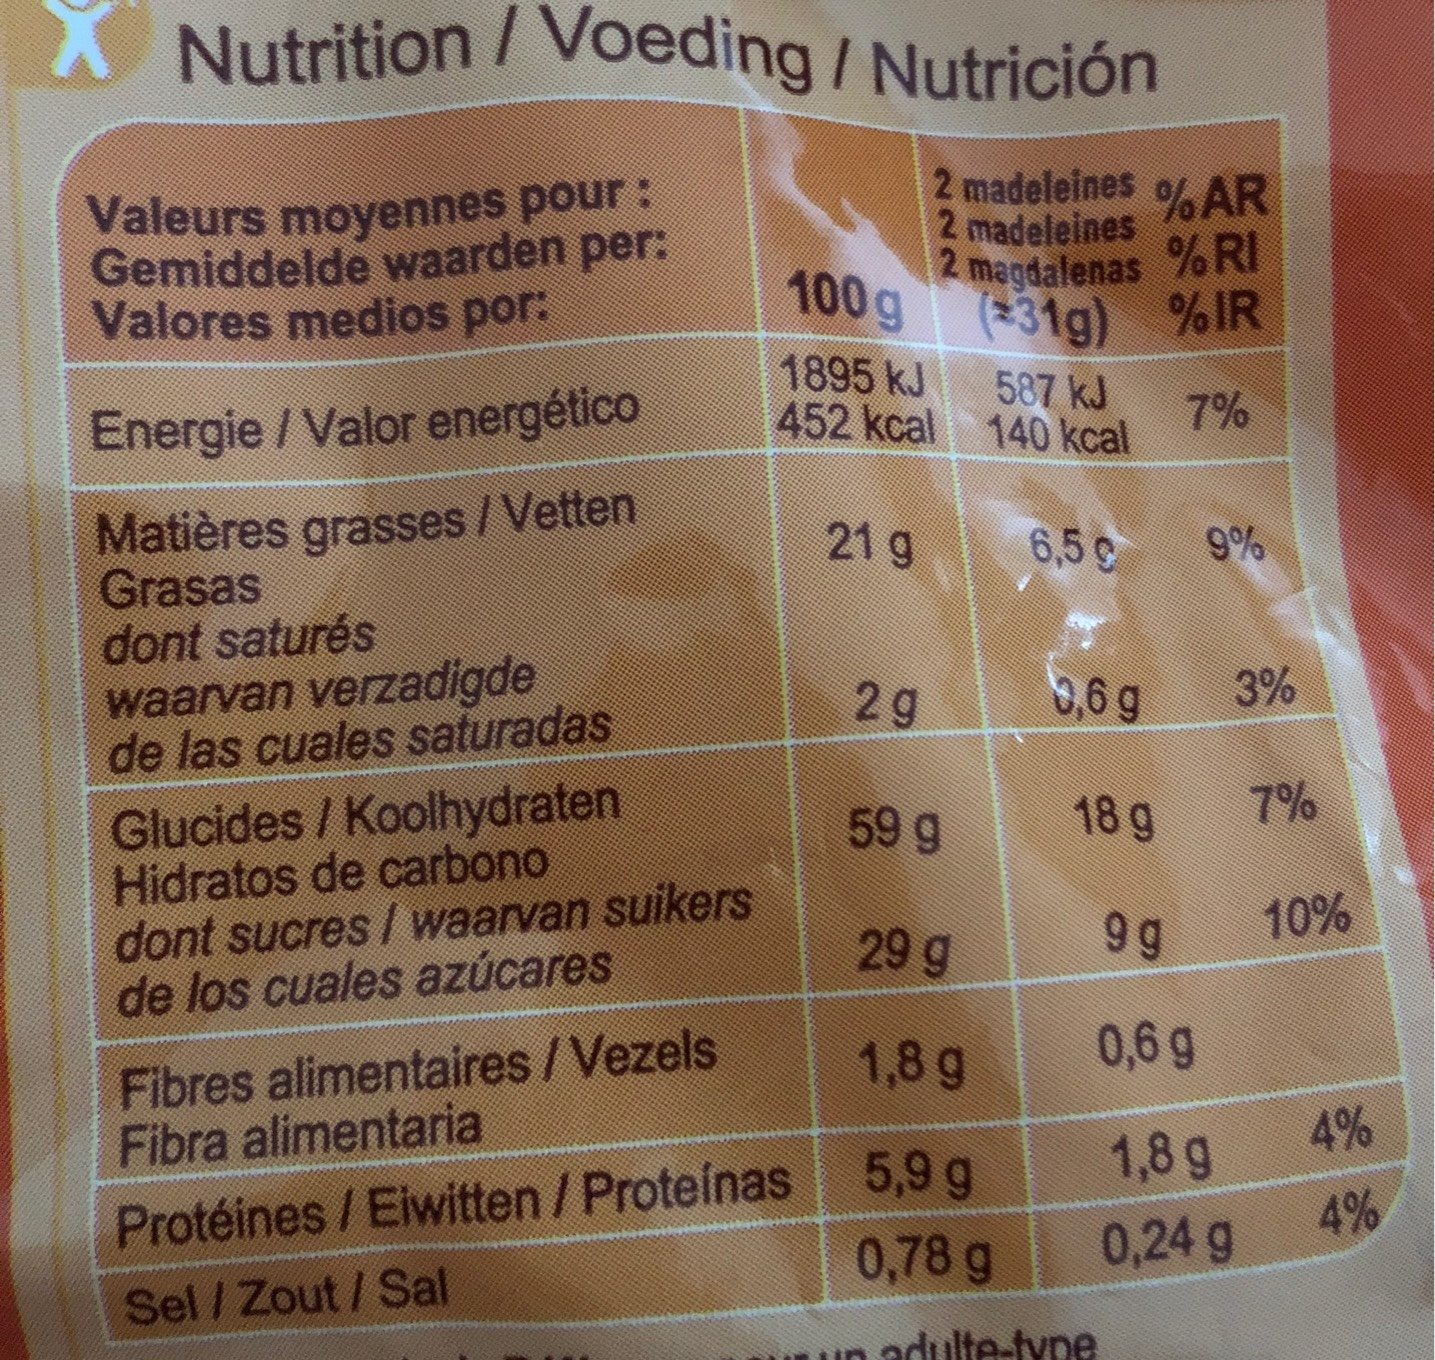 Nutrition / Voeding / Nutrición
Valeurs moyennes pour :
Gemiddelde waarden per:
Valores medios por:
100 g
2 madeleines
2 madeleines
2 magdalenas
(≈31g)
%AR
%RI
%IR
Energie / Valor energético
1895 kJ
452 kcal
587 kJ
140 kcal
7%
Matières grasses / Vetten
Grasas
21 g
6,5 g
9%
dont saturés
waarvan verzadigde
de las cuales saturadas
2 g
0,6 g
3%
Glucides / Koolhydraten
Hidratos de carbono
59 g
18 g
7%
dont sucres / waarvan suikers
de los cuales azúcares
29 g
9 g
10%
Fibres alimentaires / Vezels
Fibra alimentaria
1,8 g
0,6 g
Protéines / Eiwitten / Proteínas
5,9 g
1,8 g
4%
Sel / Zout / Sal
0,78 g
0,24 g
4%
un adulte-type